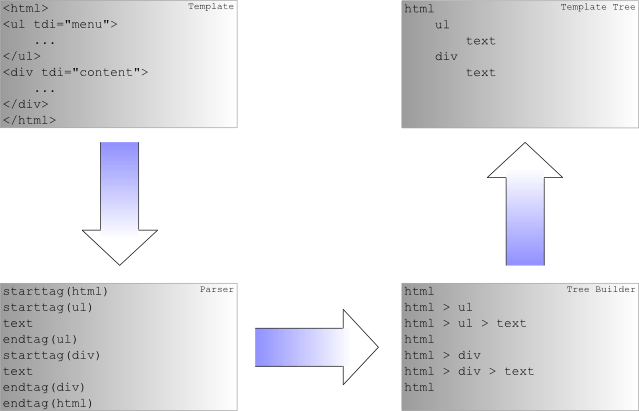 Template
<html>
<ul tdi="menu">
    ...
</ul>
<div tdi="content">
    ...
</div>
</html>
Template Tree
html
    ul
        text
    div
        text
Parser
starttag(html)
starttag(ul)
text
endtag(ul)
starttag(div)
text
endtag(div)
endtag(html)
Tree Builder
html
html > ul
html > ul > text
html
html > div
html > div > text
html